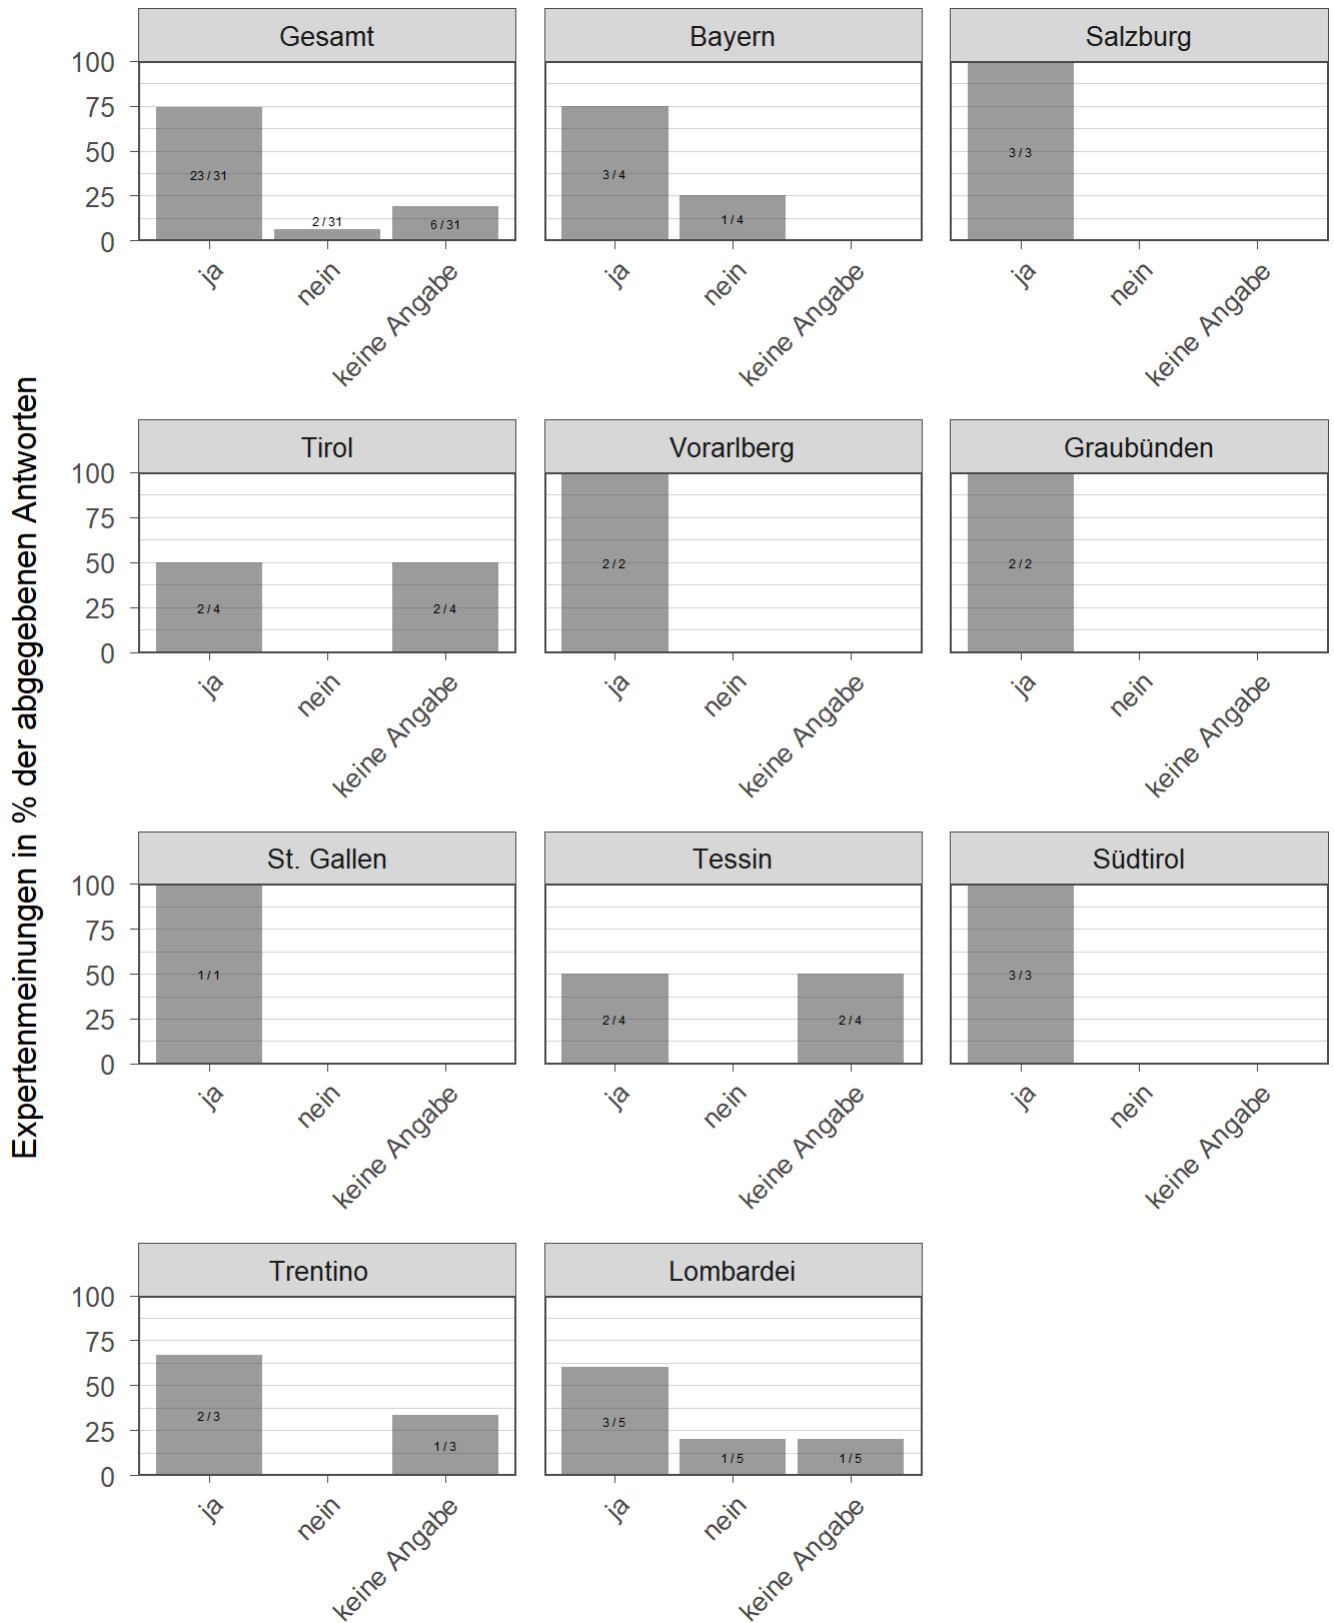 Expertenmeinungen in % der abgegebenen Antworten
Gesamt
100
75
50
25
0
23 / 31
2 / 31
6 / 31
ja
nein
keine Angabe
Bayern
3 / 4
1 / 4
ja
nein
keine Angabe
Salzburg
3 / 3
ja
nein
keine Angabe
Tirol
100
75
50
25
0
2 / 4
2 / 4
ja
nein
keine Angabe
Vorarlberg
2 / 2
ja
nein
keine Angabe
Graubünden
2 / 2
ja
nein
keine Angabe
St. Gallen
100
75
50
25
0
1 / 1
ja
nein
keine Angabe
Tessin
2 / 4
2 / 4
ja
nein
keine Angabe
Südtirol
3 / 3
ja
nein
keine Angabe
Trentino
100
75
50
25
0
2 / 3
1 / 3
ja
nein
keine Angabe
Lombardei
3 / 5
1 / 5
1 / 5
ja
nein
keine Angabe